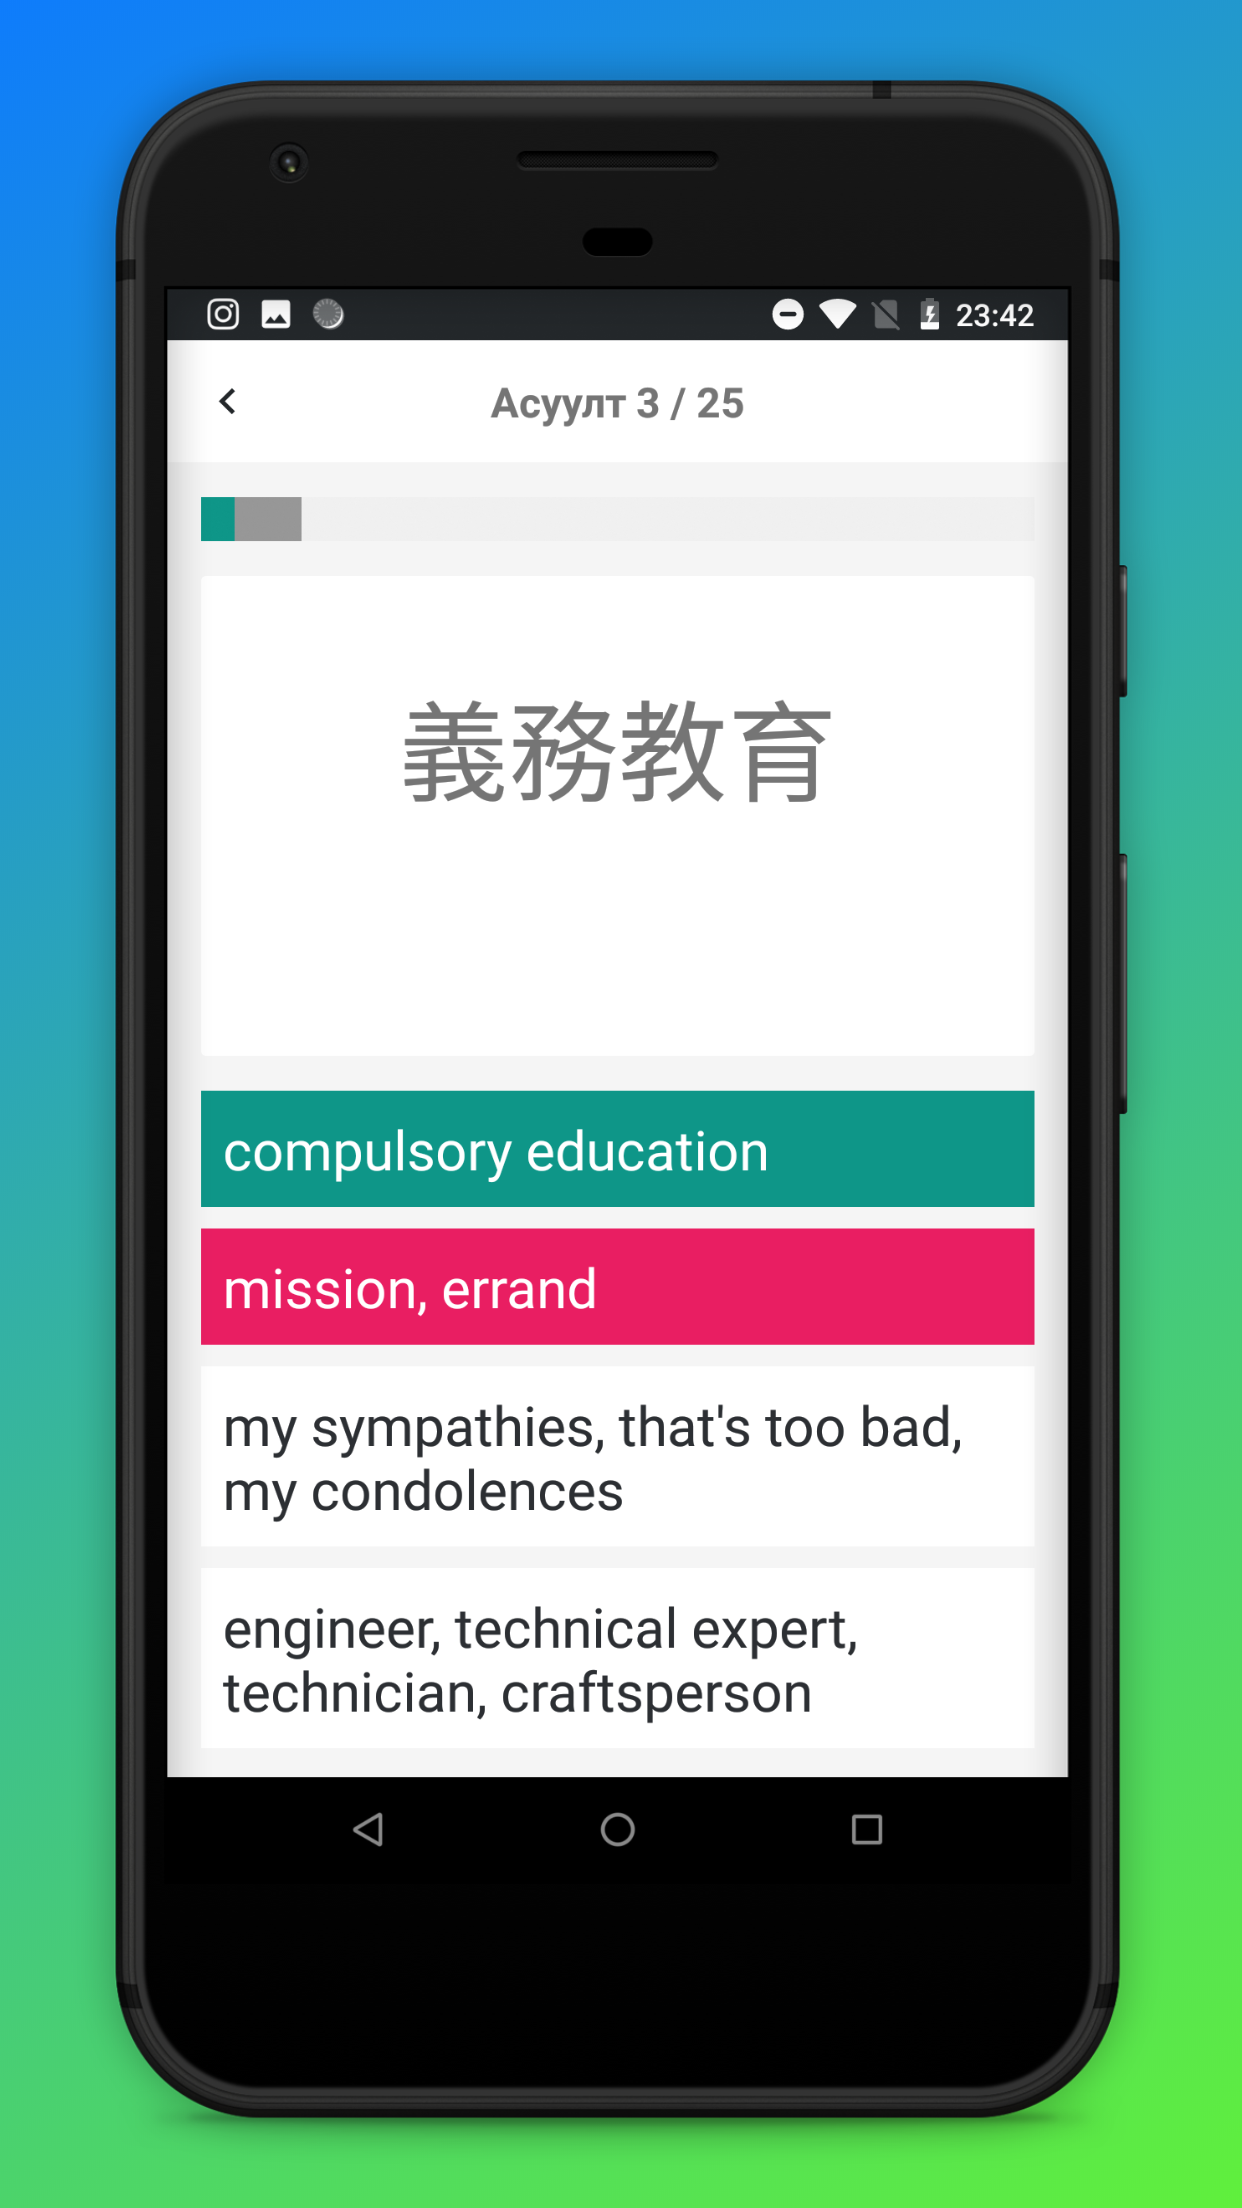 23:42
Асуулт 3 / 25
義務教育
compulsory education
mission, errand
my sympathies, that's too bad,
my condolences
engineer, technical expert,
technician, craftsperson